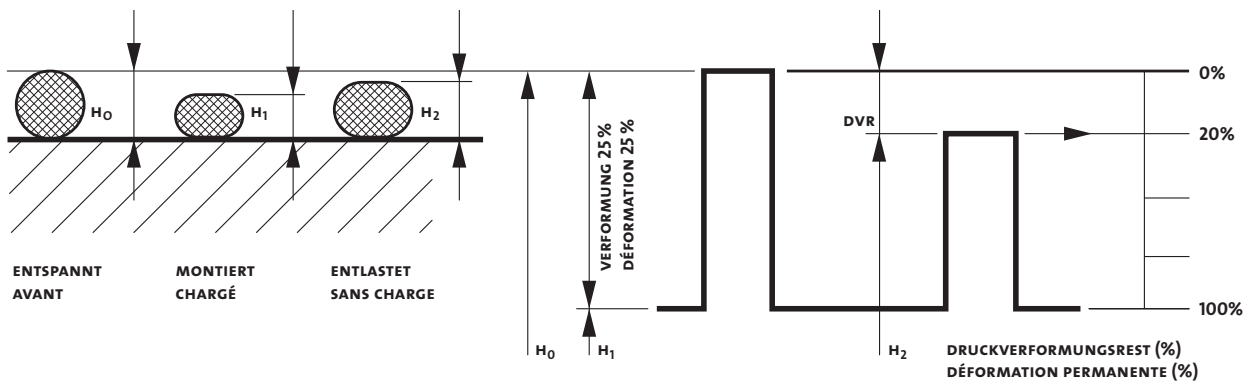 H0
H1
H2
ENTSPANNT
AVANT
MONTIERT
CHARGÉ
ENTLASTET
SANS CHARGE
H0
VERFORMUNG 25 %
DÉFORMATION 25 %
H1
DVR
H2
0%
20%
100%
DRUCKVERFORMUNGSREST (%)
DÉFORMATION PERMANENTE (%)